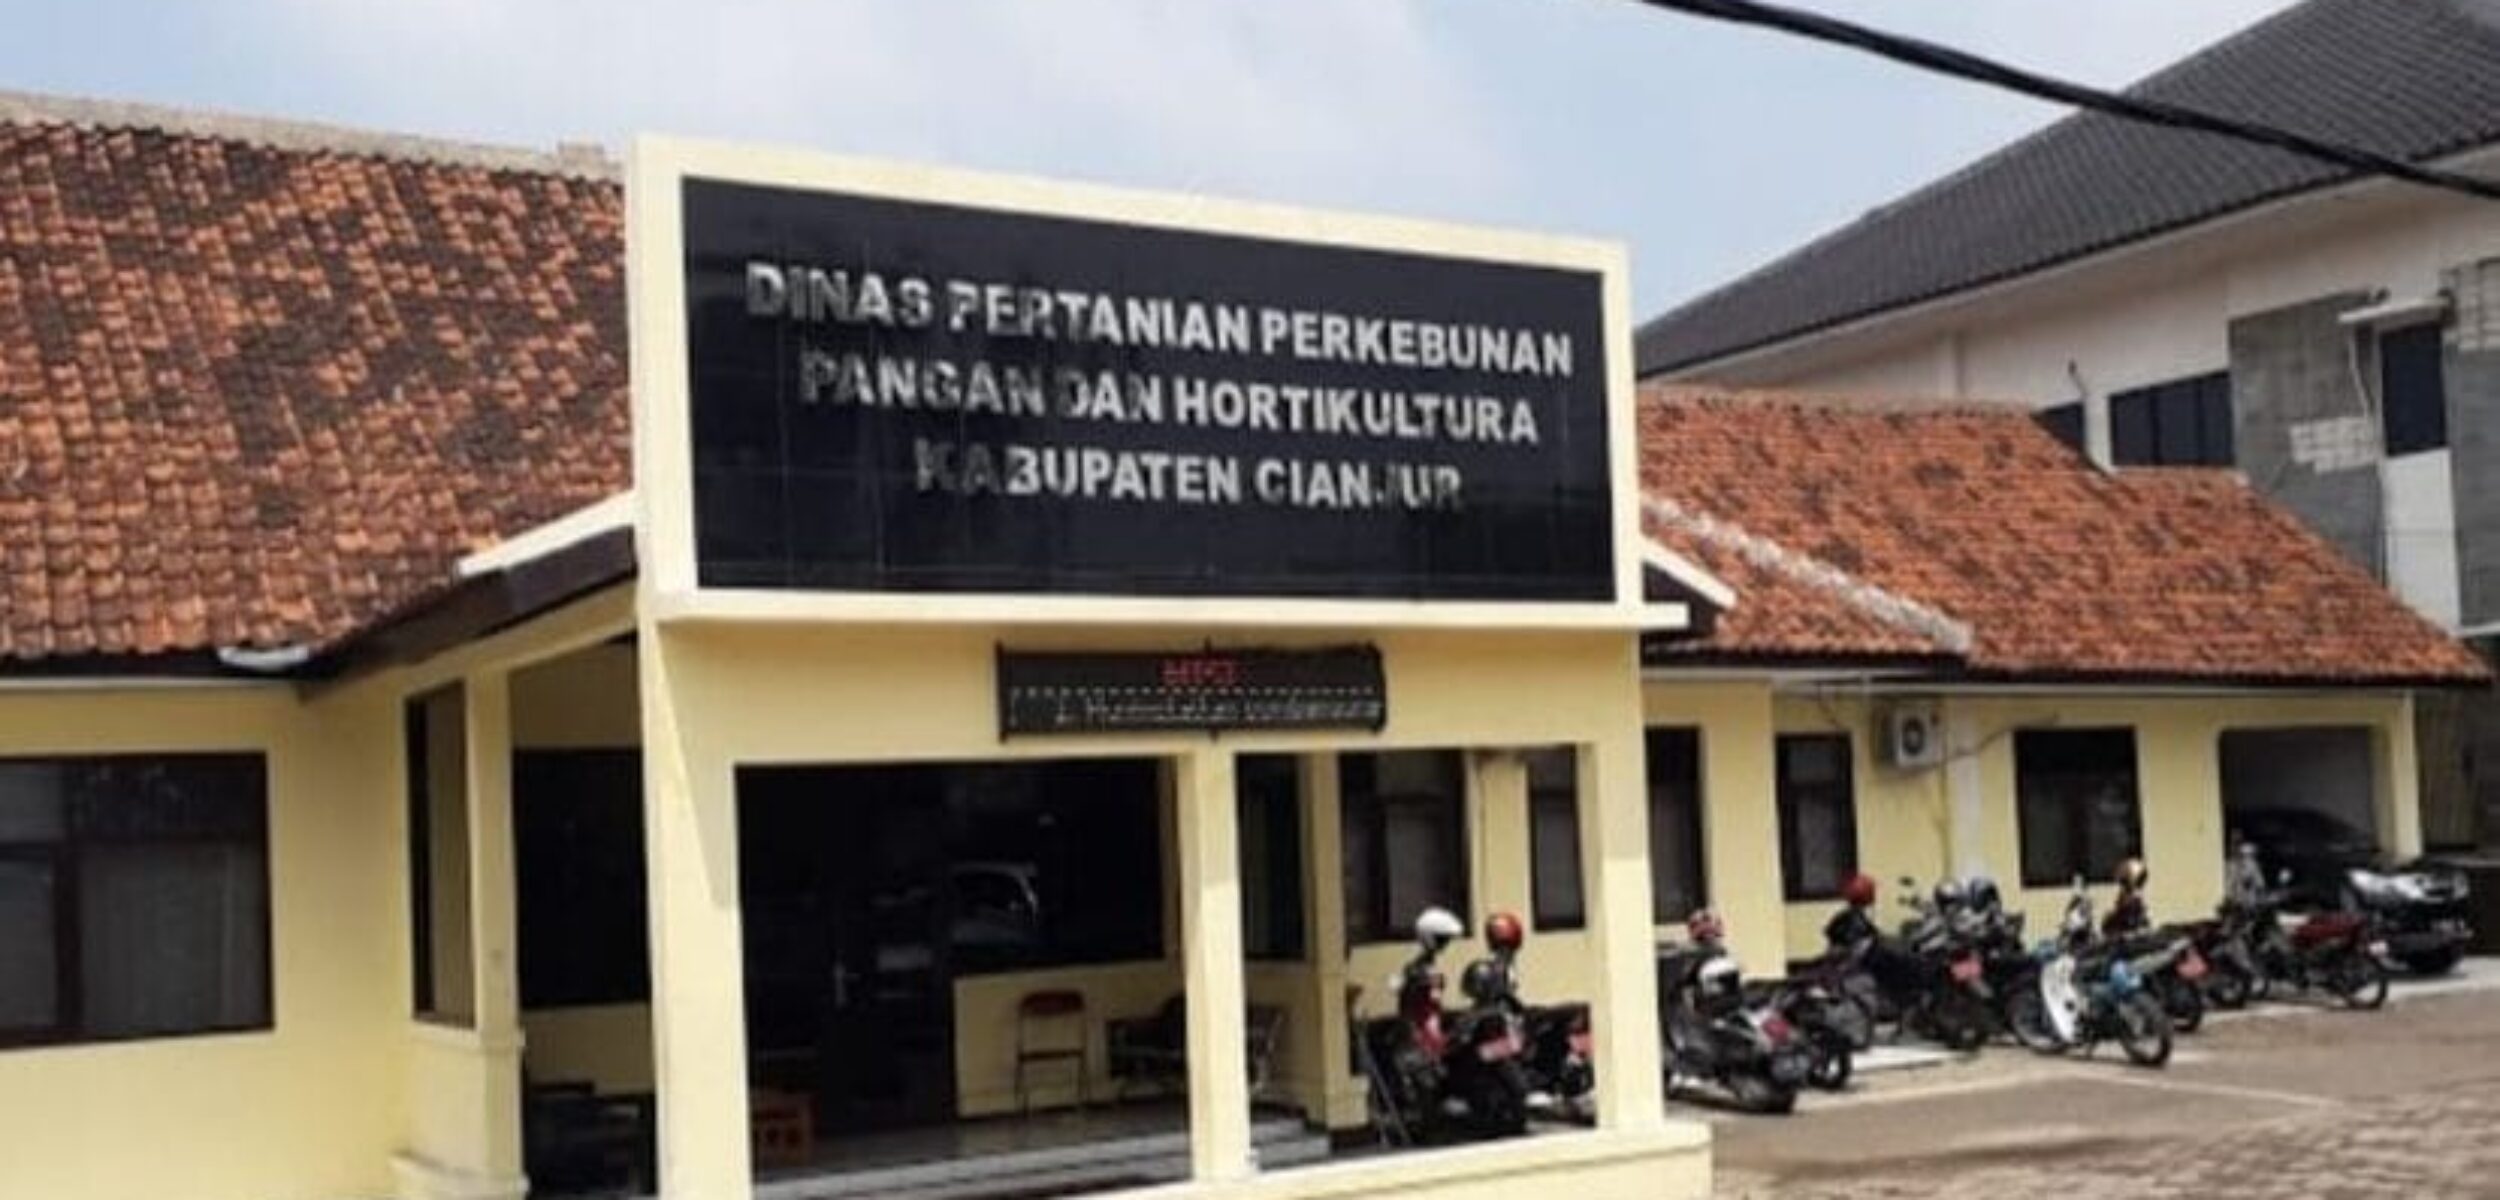 DINAS PERTANIAN PERKEBUNAN
PANGAN DAN HORTIKULTURA
KABUPATEN CIANJUR